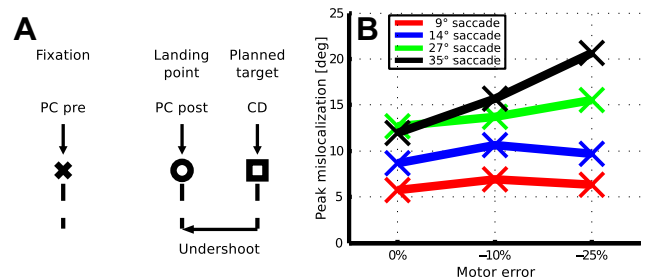 A
Fixation
Landing
point
Planned
target
PC pre
PC post
CD
Undershoot
B
9° saccade
14° saccade
27° saccade
35° saccade
Peak mislocalization [deg]
25
20
15
10
5
0
0%
−10%
−25%
Motor error